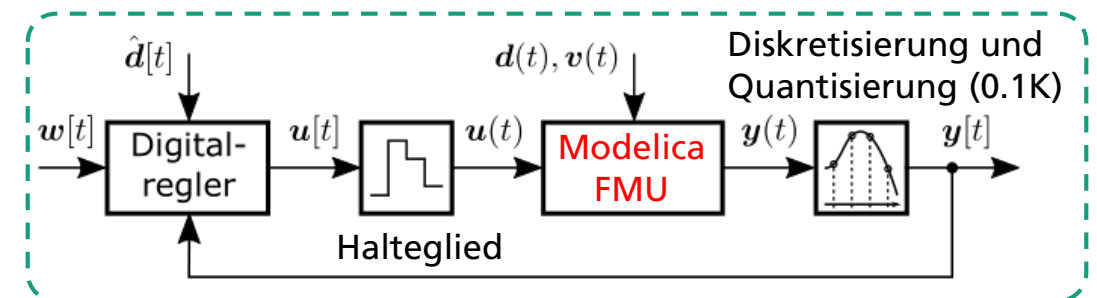 Diskretisierung und
Quantisierung (0.1K)
d̂[t]
d(t), v(t)
w[t]
Digital-
regler
u[t]
u(t)
Modelica
FMU
y(t)
y[t]
Halteglied